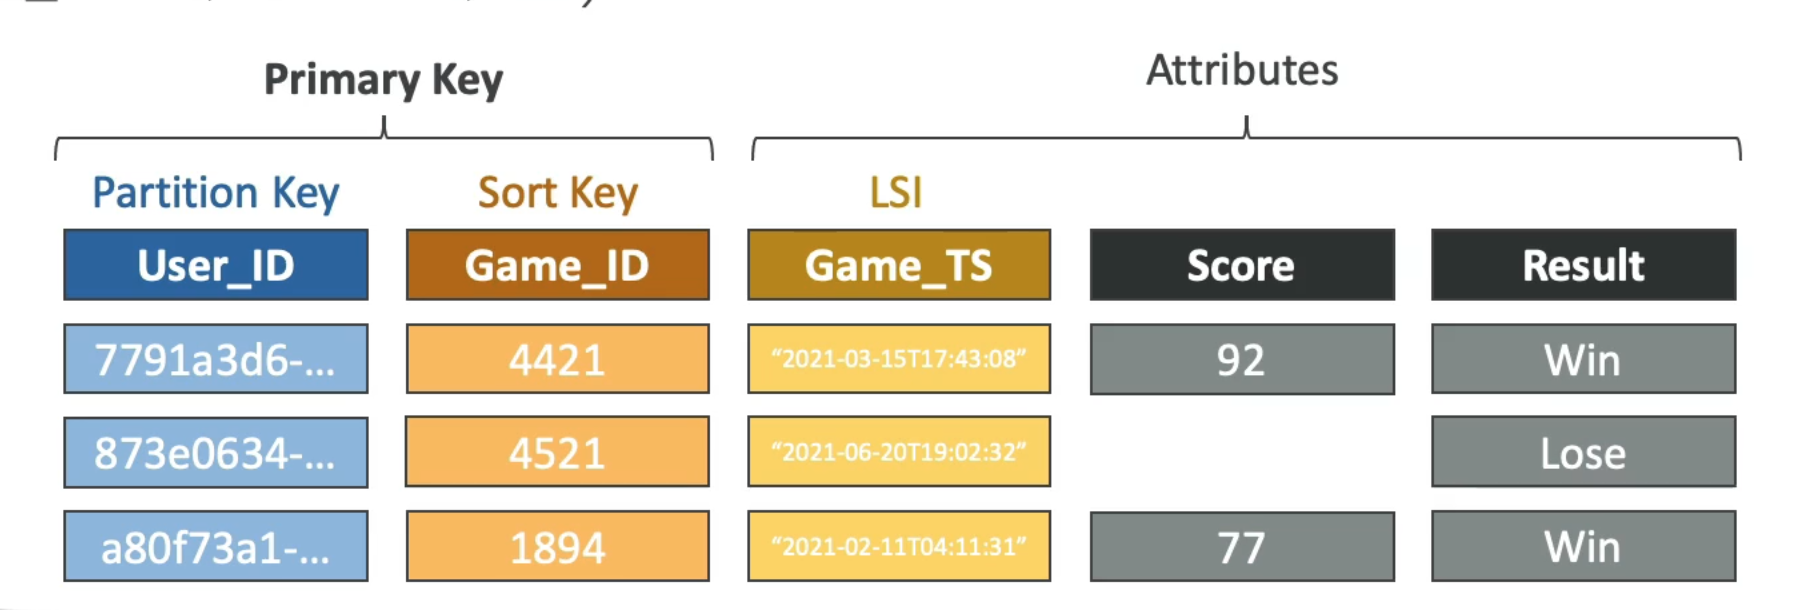 Primary Key
Attributes
Partition Key Sort Key LSI
User_ID Game_ID Game_TS Score Result
7791a3d6-... 4421 "2021-03-15T17:43:08" 92 Win
873e0634-... 4521 "2021-06-20T19:02:32" Lose
a80f73a1-... 1894 "2021-02-11T04:11:31" 77 Win